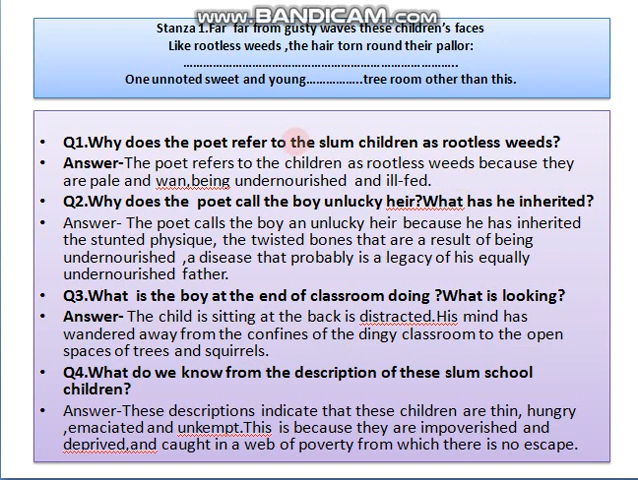 www.BANDICAM.com
Stanza 1.Far far from gusty waves these children's faces
Like rootless weeds ,the hair torn round their pallor:
…………………………………………………………………………..
One unnoted sweet and young……………..tree room other than this.
• Q1.Why does the poet refer to the slum children as rootless weeds?
• Answer-The poet refers to the children as rootless weeds because they
are pale and wan,being undernourished and ill-fed.
• Q2.Why does the poet call the boy unlucky heir?What has he inherited?
• Answer- The poet calls the boy an unlucky heir because he has inherited
the stunted physique, the twisted bones that are a result of being
undernourished ,a disease that probably is a legacy of his equally
undernourished father.
• Q3.What is the boy at the end of classroom doing ?What is looking?
• Answer- The child is sitting at the back is distracted.His mind has
wandered away from the confines of the dingy classroom to the open
spaces of trees and squirrels.
• Q4.What do we know from the description of these slum school
children?
• Answer-These descriptions indicate that these children are thin, hungry
,emaciated and unkempt.This is because they are impoverished and
deprived,and caught in a web of poverty from which there is no escape.